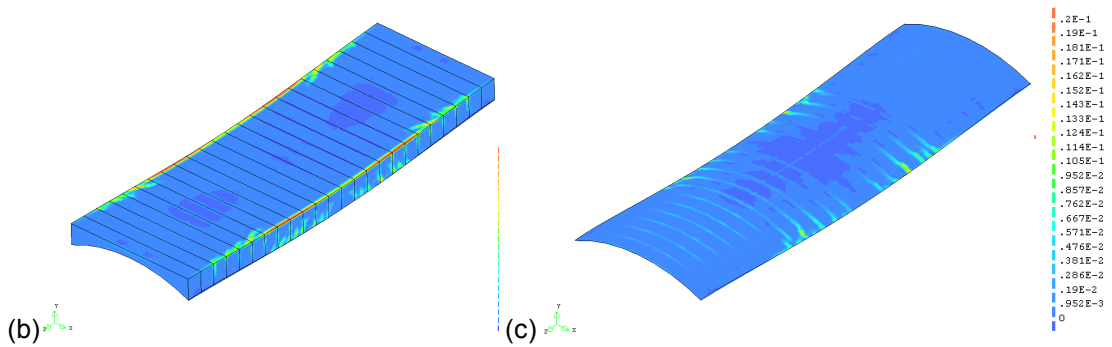 .2E-1
.19E-1
.181E-1
.171E-1
.162E-1
.152E-1
.143E-1
.133E-1
.124E-1
.114E-1
.105E-1
.952E-2
.857E-2
.762E-2
.667E-2
.571E-2
.476E-2
.381E-2
.286E-2
.19E-2
.952E-3
0
Y
Z X
(b)
Y
Z X
(c)